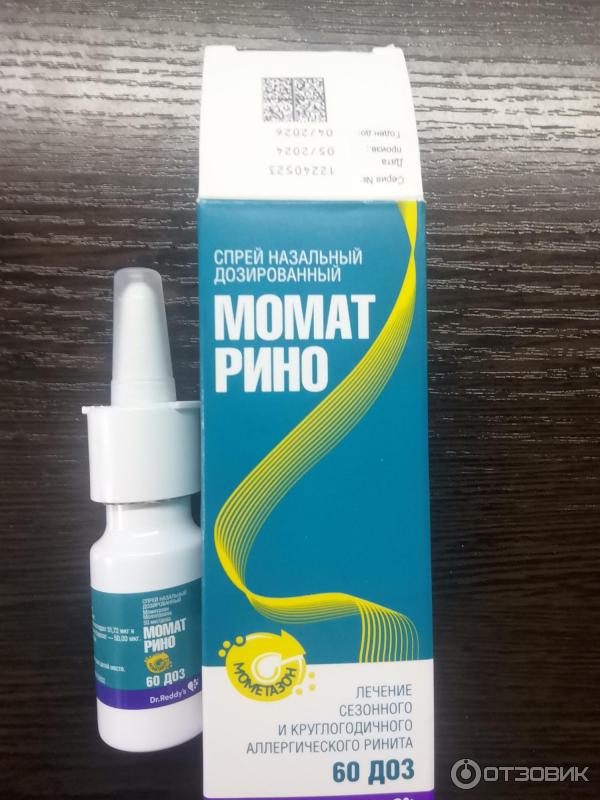 Серия №:
12240523
Дата
произв.:
05/2024
Годен до:
04/2026
СПРЕЙ НАЗАЛЬНЫЙ
ДОЗИРОВАННЫЙ
МОМАТ
РИНО
МОМЕТАЗОН
ЛЕЧЕНИЕ
СЕЗОННОГО
И КРУГЛОГОДИЧНОГО
АЛЛЕРГИЧЕСКОГО РИНИТА
60 ДОЗ
СПРЕЙ НАЗАЛЬНЫЙ
ДОЗИРОВАННЫЙ
МОМАТ
РИНО
60 ДОЗ
Dr.Reddy's
ОТЗОВИК